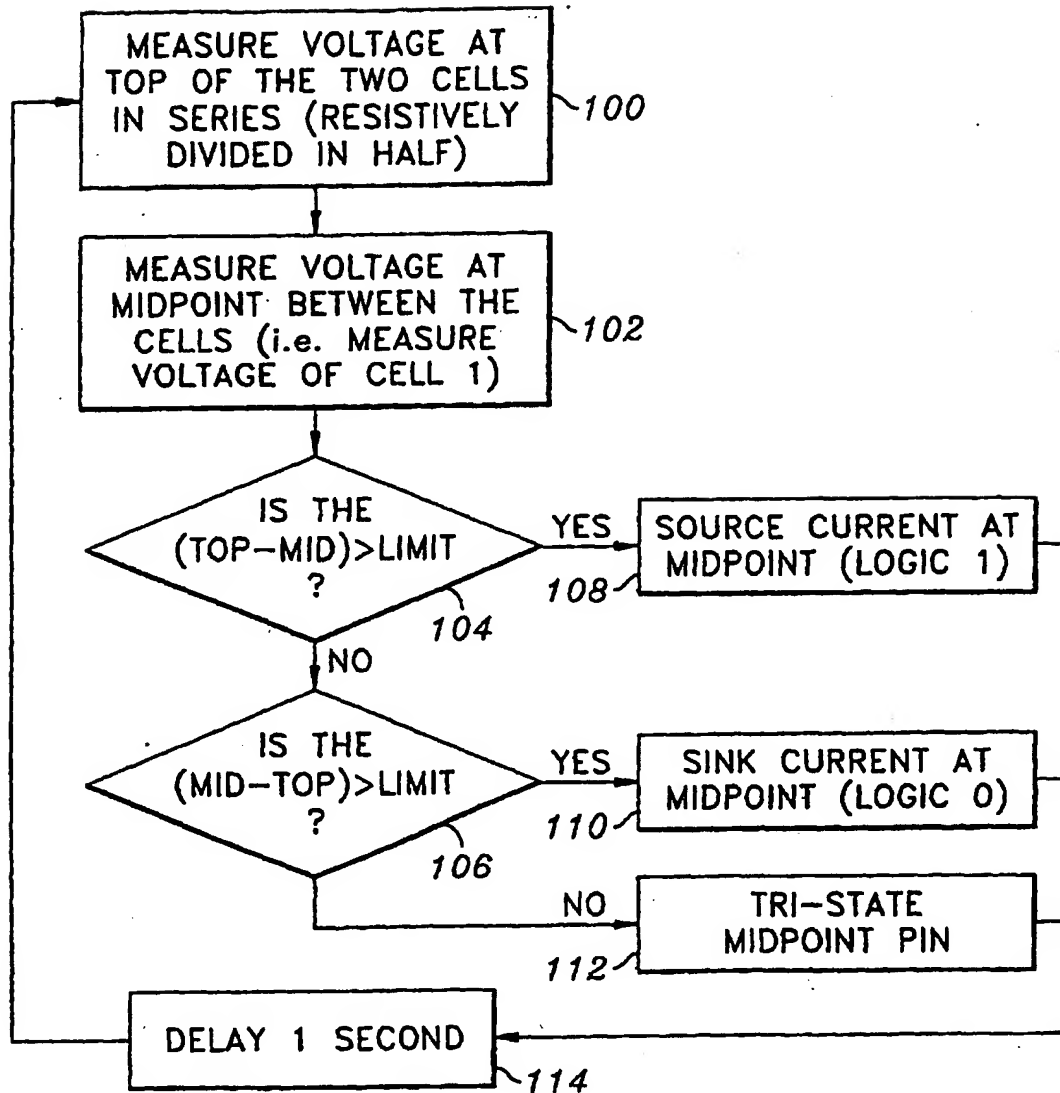 MEASURE VOLTAGE AT
TOP OF THE TWO CELLS
IN SERIES (RESISTIVELY
DIVIDED IN HALF)
100
MEASURE VOLTAGE AT
MIDPOINT BETWEEN THE
CELLS (i.e. MEASURE
VOLTAGE OF CELL 1)
102
IS THE
(TOP-MID)>LIMIT
?
104
YES
SOURCE CURRENT AT
MIDPOINT (LOGIC 1)
108
NO
IS THE
(MID-TOP)>LIMIT
?
106
YES
SINK CURRENT AT
MIDPOINT (LOGIC 0)
110
NO
TRI-STATE
MIDPOINT PIN
112
DELAY 1 SECOND
114